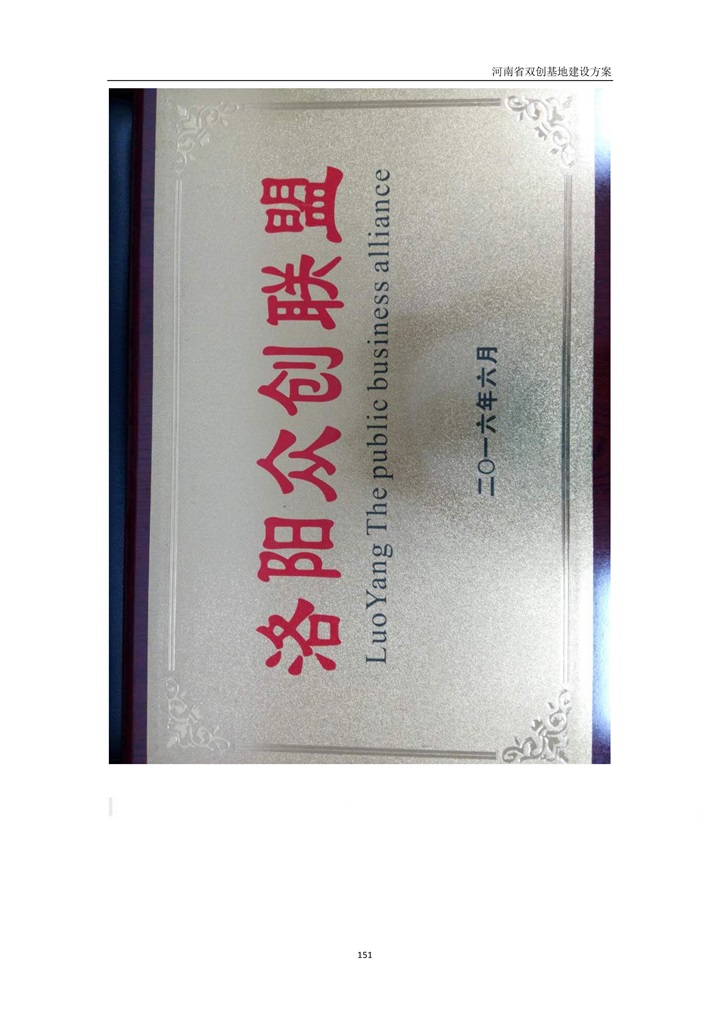 河南省双创基地建设方案
洛阳众创联盟
LuoYang The public business alliance
二〇一六年六月
151